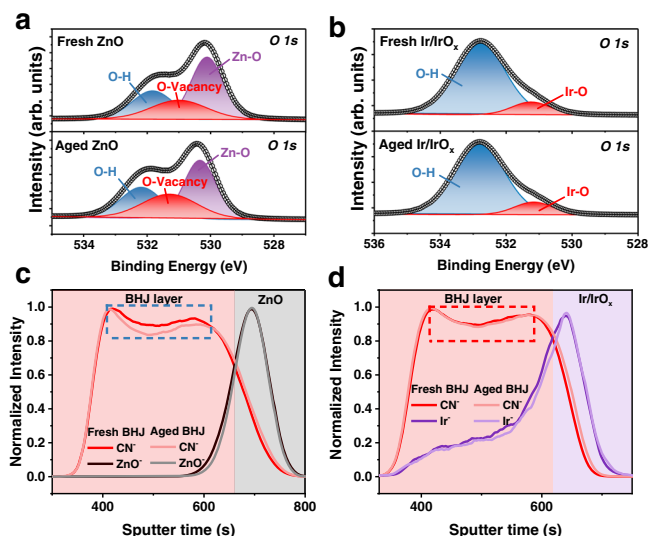 a
Fresh ZnO
O 1s
O-H
O-Vacancy
Zn-O
Aged ZnO
O 1s
O-H
O-Vacancy
Zn-O
Intensity (arb. units)
534
532
530
528
Binding Energy (eV)
b
Fresh Ir/IrOₓ
O 1s
O-H
Ir-O
Aged Ir/IrOₓ
O 1s
O-H
Ir-O
Intensity (arb. units)
536
534
532
530
528
Binding Energy (eV)
c
BHJ layer
ZnO
Fresh BHJ
Aged BHJ
CN⁻
CN⁻
ZnO⁻
ZnO⁻
Normalized Intensity
1.0
0.8
0.6
0.4
0.2
0.0
400
600
800
Sputter time (s)
d
BHJ layer
Ir/IrOₓ
Fresh BHJ
Aged BHJ
CN⁻
CN⁻
Ir⁻
Ir⁻
Normalized Intensity
1.0
0.8
0.6
0.4
0.2
0.0
400
500
600
700
Sputter time (s)